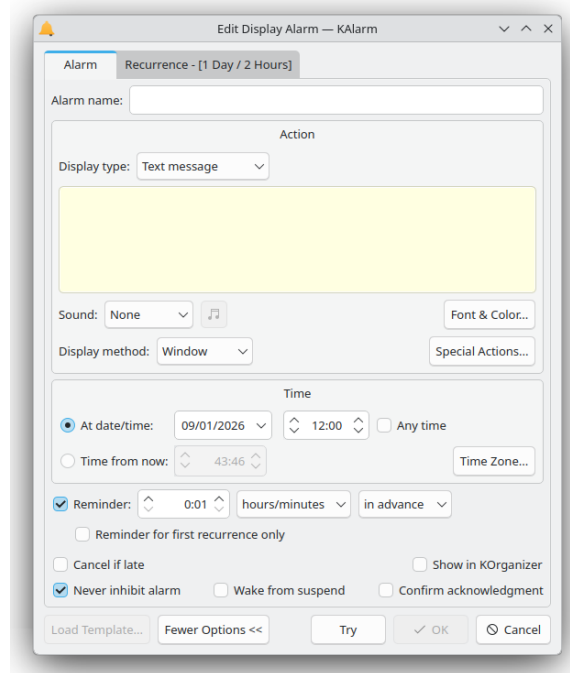 Edit Display Alarm — KAlarm
Alarm Recurrence - [1 Day / 2 Hours]
Alarm name:
Action
Display type: Text message
Sound: None Font & Color...
Display method: Window Special Actions...
Time
At date/time: 09/01/2026 12:00 Any time
Time from now: 43:46 Time Zone...
Reminder: 0:01 hours/minutes in advance
Reminder for first recurrence only
Cancel if late Show in KOrganizer
Never inhibit alarm Wake from suspend Confirm acknowledgment
Load Template... Fewer Options << Try OK Cancel